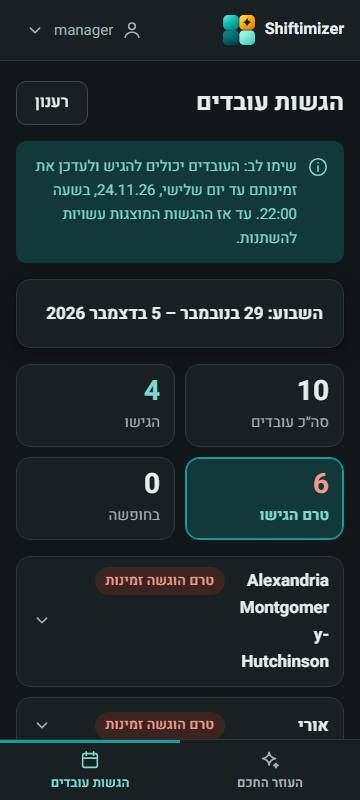 Shiftimizer
manager
הגשות עובדים
רענון
שימו לב: העובדים יכולים להגיש ולעדכן את
זמינותם עד יום שלישי, 24.11.26, בשעה
22:00. עד אז ההגשות המוצגות עשויות
להשתנות.
השבוע: 29 בנובמבר – 5 בדצמבר 2026
10
סה״כ עובדים
4
הגישו
6
טרם הגישו
0
בחופשה
Alexandria
Montgomer
y-
Hutchinson
טרם הוגשה זמינות
אורי
טרם הוגשה זמינות
העוזר החכם
הגשות עובדים